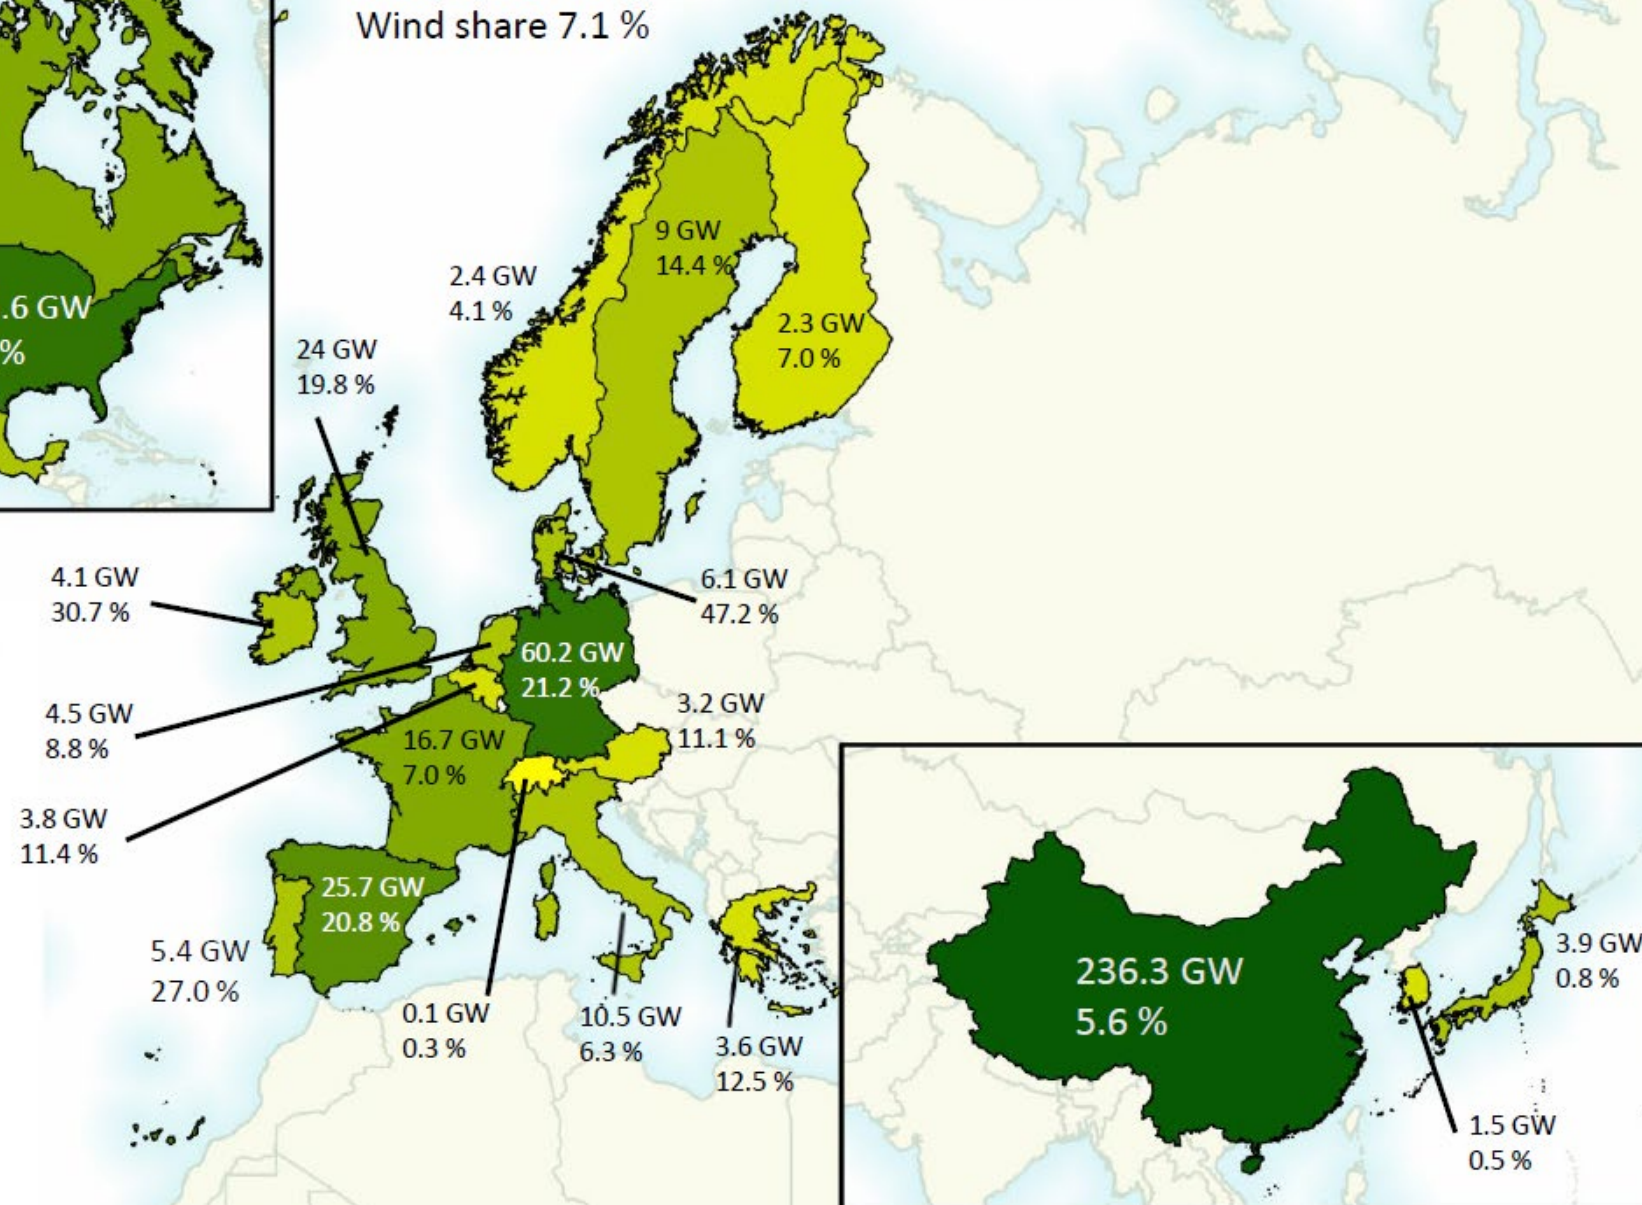 Wind share 7.1 %
.6 GW
%
9 GW
14.4 %
2.4 GW
4.1 %
2.3 GW
7.0 %
24 GW
19.8 %
4.1 GW
30.7 %
6.1 GW
47.2 %
60.2 GW
21.2 %
4.5 GW
8.8 %
3.2 GW
11.1 %
16.7 GW
7.0 %
3.8 GW
11.4 %
25.7 GW
20.8 %
5.4 GW
27.0 %
0.1 GW
0.3 %
10.5 GW
6.3 %
3.6 GW
12.5 %
236.3 GW
5.6 %
3.9 GW
0.8 %
1.5 GW
0.5 %